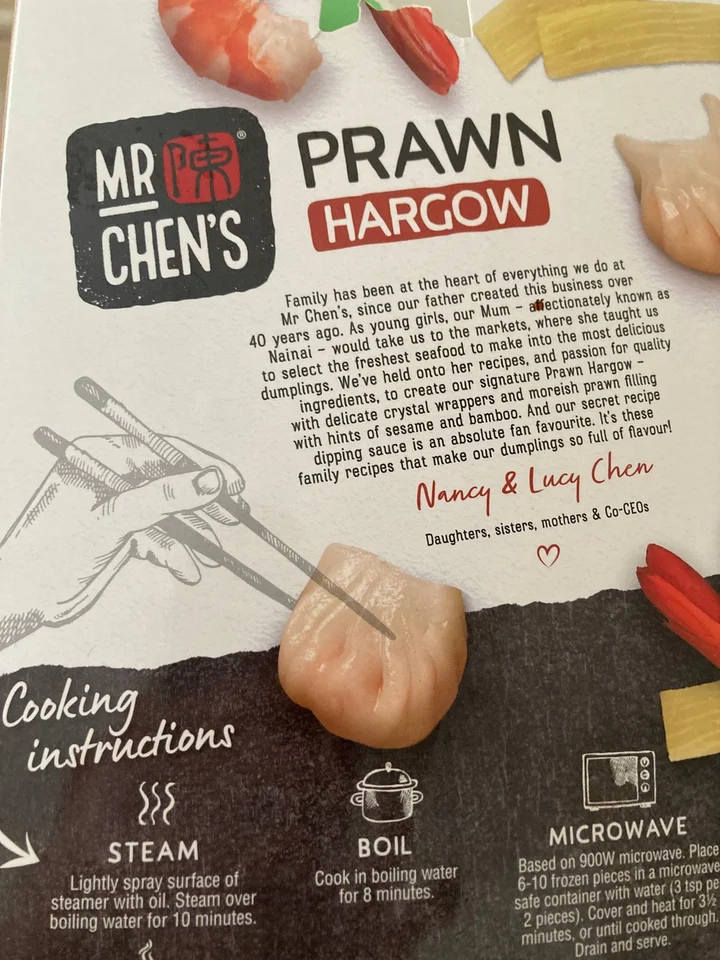 MR 陳®
CHEN'S
PRAWN
HARGOW
Family has been at the heart of everything we do at
Mr Chen's, since our father created this business over
40 years ago. As young girls, our Mum – affectionately known as
Nainai – would take us to the markets, where she taught us
to select the freshest seafood to make into the most delicious
dumplings. We've held onto her recipes, and passion for quality
ingredients, to create our signature Prawn Hargow –
with delicate crystal wrappers and moreish prawn filling
with hints of sesame and bamboo. And our secret recipe
dipping sauce is an absolute fan favourite. It's these
family recipes that make our dumplings so full of flavour!
Nancy & Lucy Chen
Daughters, sisters, mothers & Co-CEOs
Cooking
instructions
STEAM
Lightly spray surface of
steamer with oil. Steam over
boiling water for 10 minutes.
BOIL
Cook in boiling water
for 8 minutes.
MICROWAVE
Based on 900W microwave. Place
6-10 frozen pieces in a microwave
safe container with water (3 tsp pe
2 pieces). Cover and heat for 3½
minutes, or until cooked through.
Drain and serve.